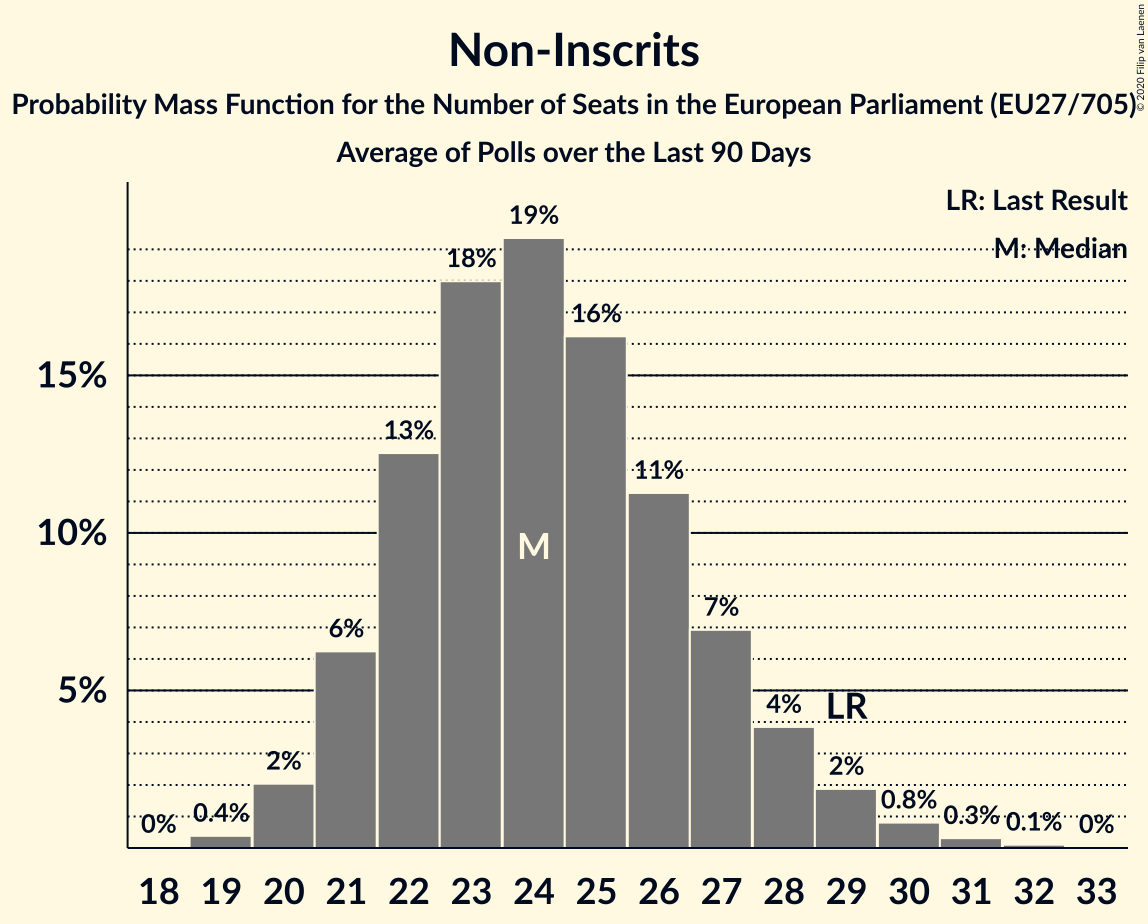 Non-Inscrits
Probability Mass Function for the Number of Seats in the European Parliament (EU27/705)
Average of Polls over the Last 90 Days
© 2020 Filip van Laenen
LR: Last Result
M: Median
19%
18%
16%
15%
13%
11%
10%
M
7%
6%
5%
4%
LR
2%
2%
0.8%
0.4%
0.3%
0.1%
0%
0%
18 19 20 21 22 23 24 25 26 27 28 29 30 31 32 33